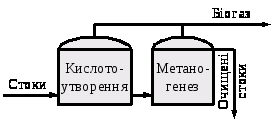 Біогаз
Стоки
Кислото-
утворення
Метано-
генез
Очищені
стоки